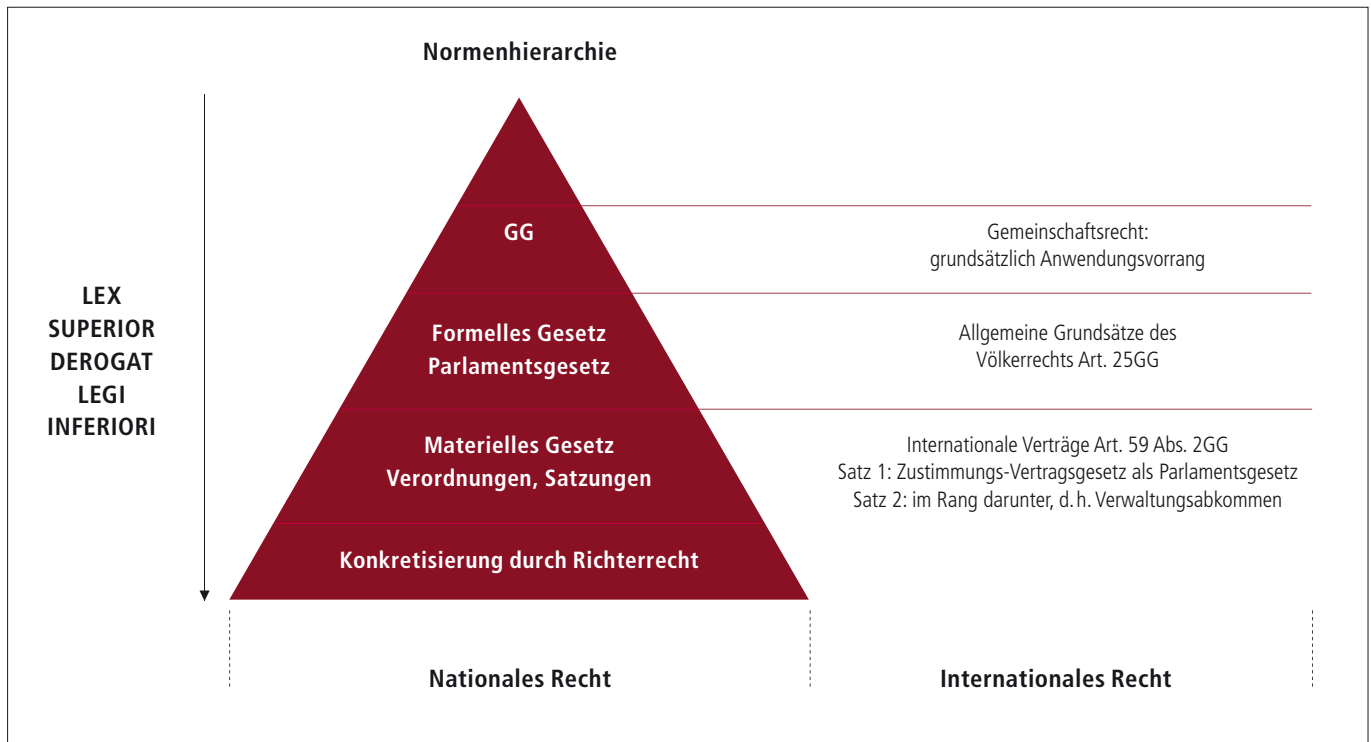 Normenhierarchie
LEX
SUPERIOR
DEROGAT
LEGI
INFERIORI
GG
Gemeinschaftsrecht:
grundsätzlich Anwendungsvorrang
Formelles Gesetz
Parlamentsgesetz
Allgemeine Grundsätze des
Völkerrechts Art. 25GG
Materielles Gesetz
Verordnungen, Satzungen
Internationale Verträge Art. 59 Abs. 2GG
Satz 1: Zustimmungs-Vertragsgesetz als Parlamentsgesetz
Satz 2: im Rang darunter, d.h. Verwaltungsabkommen
Konkretisierung durch Richterrecht
Nationales Recht
Internationales Recht